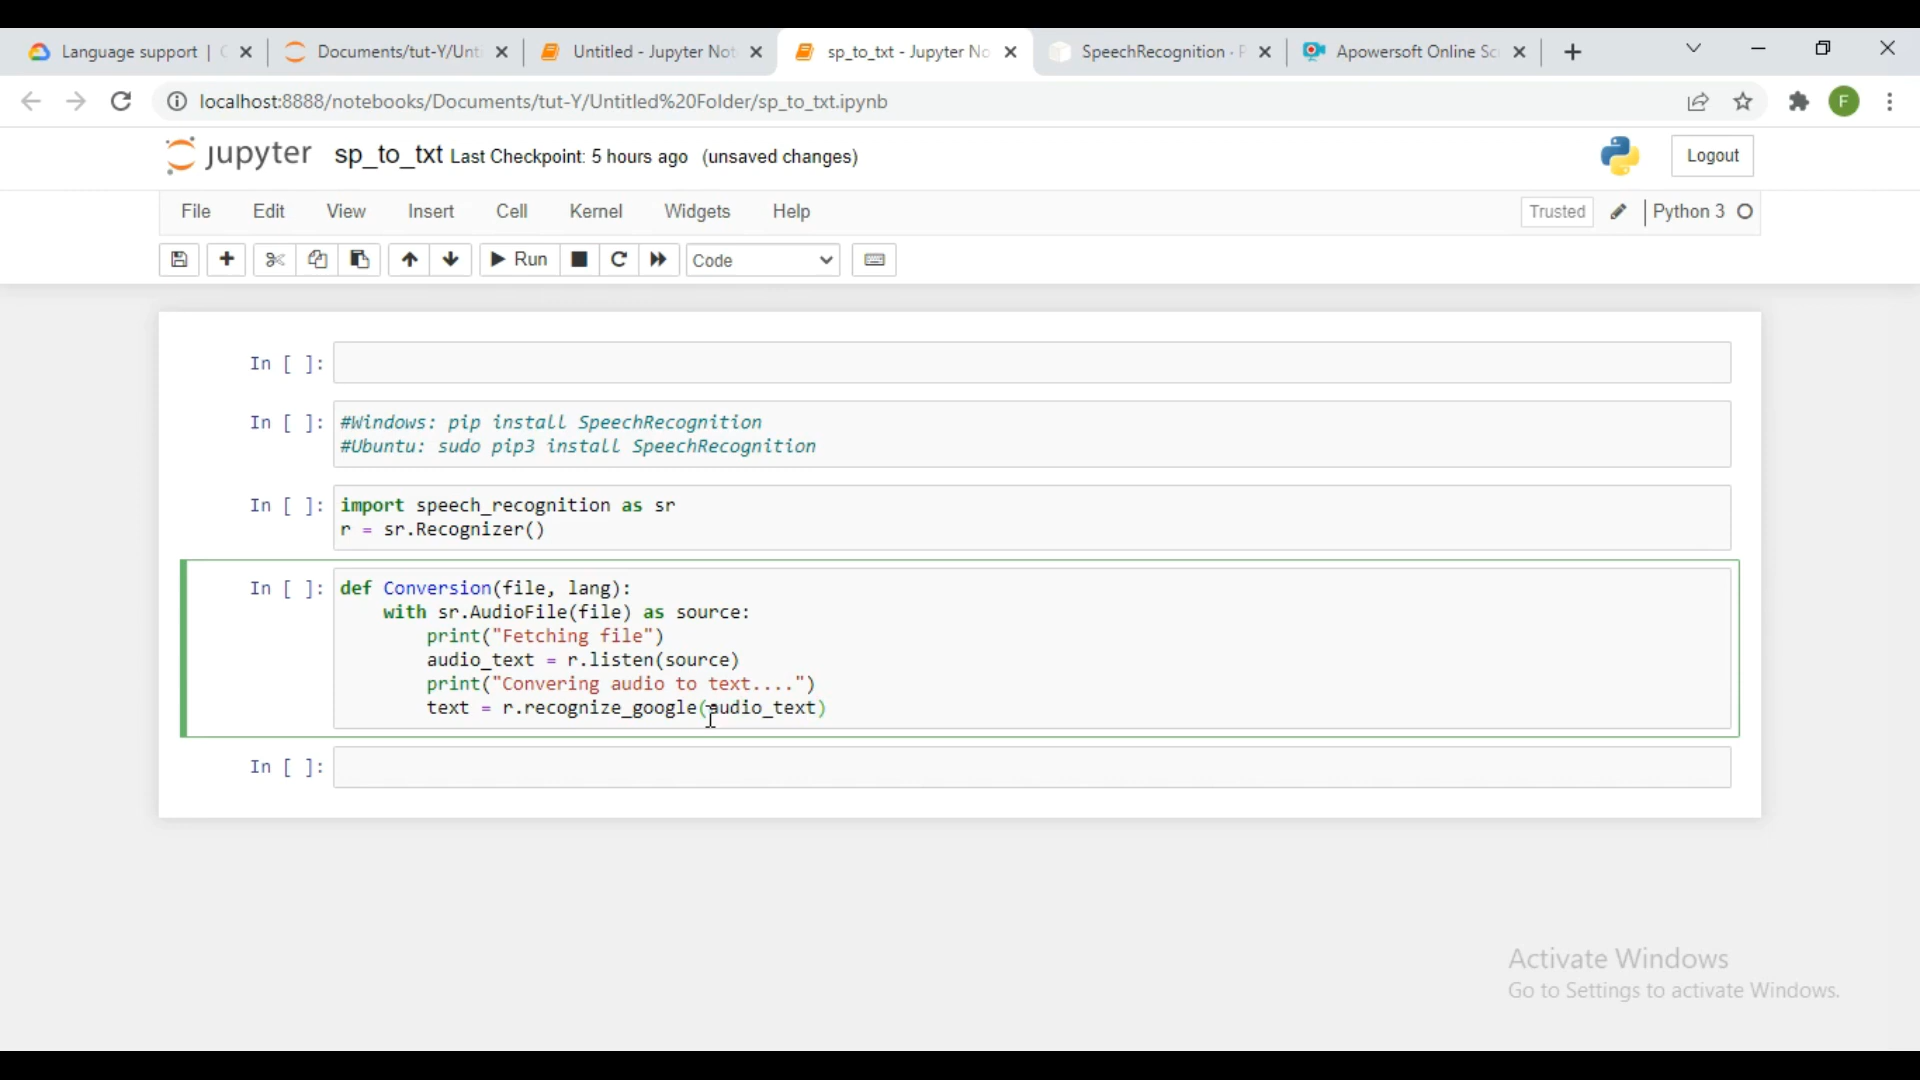 Language support |
Documents/tut-Y/Unti
Untitled - Jupyter Not
sp_to_txt - Jupyter No
SpeechRecognition · P
Apowersoft Online Sc
localhost:8888/notebooks/Documents/tut-Y/Untitled%20Folder/sp_to_txt.ipynb
F
jupyter sp_to_txt Last Checkpoint: 5 hours ago (unsaved changes)
Logout
File Edit View Insert Cell Kernel Widgets Help
Trusted
Python 3
Run
Code
In [ ]:
In [ ]: #Windows: pip install SpeechRecognition
#Ubuntu: sudo pip3 install SpeechRecognition
In [ ]: import speech_recognition as sr
r = sr.Recognizer()
In [ ]: def Conversion(file, lang):
with sr.AudioFile(file) as source:
print("Fetching file")
audio_text = r.listen(source)
print("Convering audio to text....")
text = r.recognize_google(audio_text)
In [ ]:
Activate Windows
Go to Settings to activate Windows.